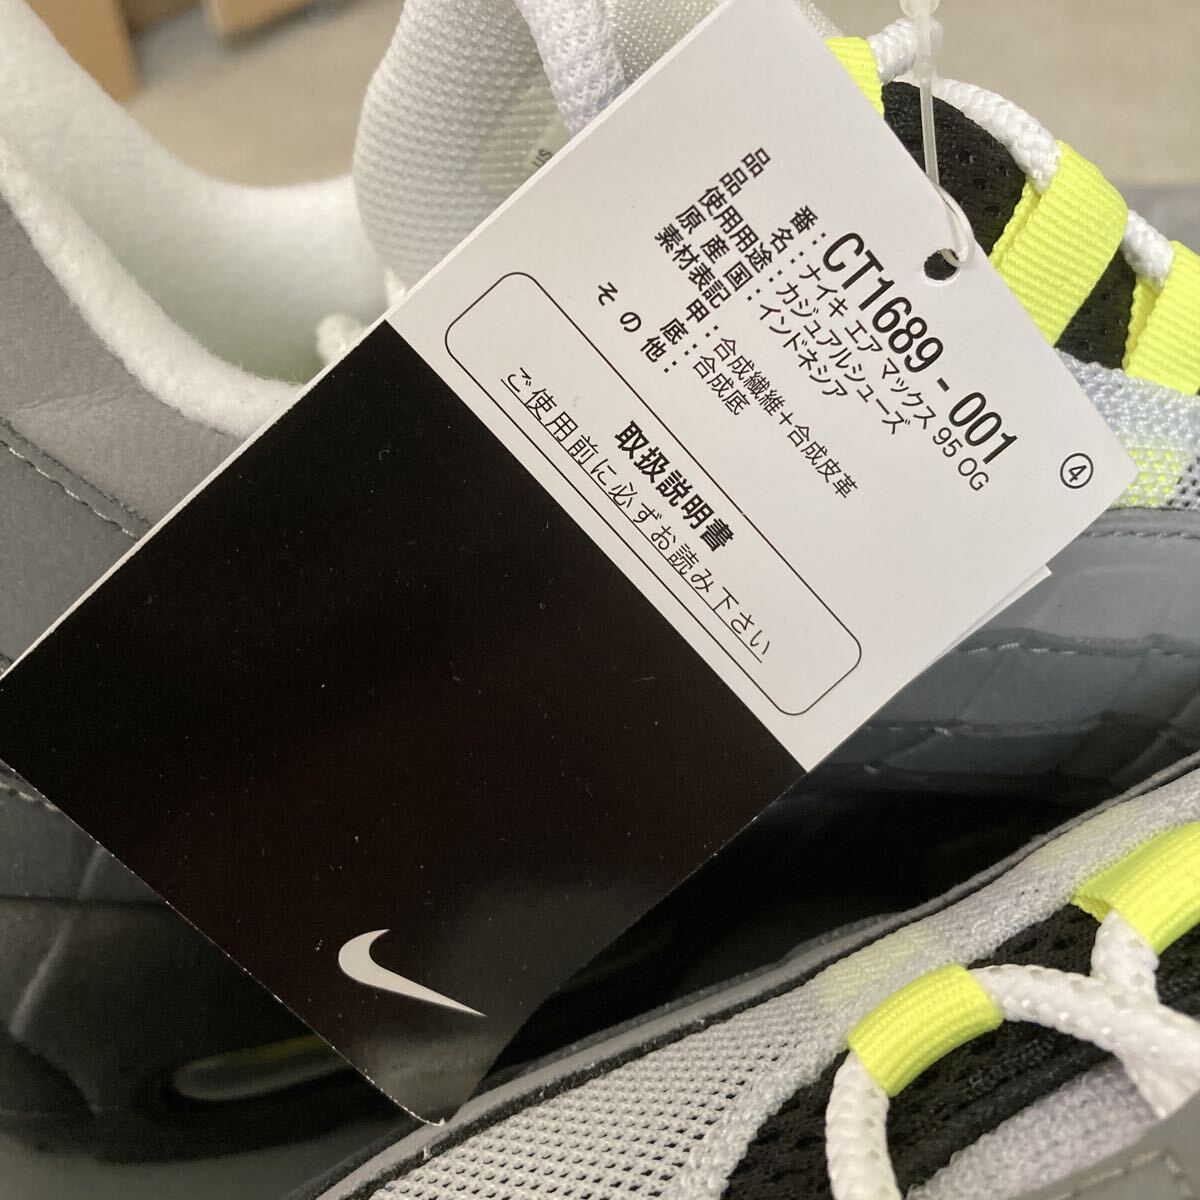 品番：CT1689-001
品名：ナイキ エア マックス 95 OG
使用用途：カジュアルシューズ
原産国：インドネシア
素材表記 甲：合成繊維＋合成皮革
底：合成底
その他：
④
取扱説明書
ご使用前に必ずお読み下さい
US